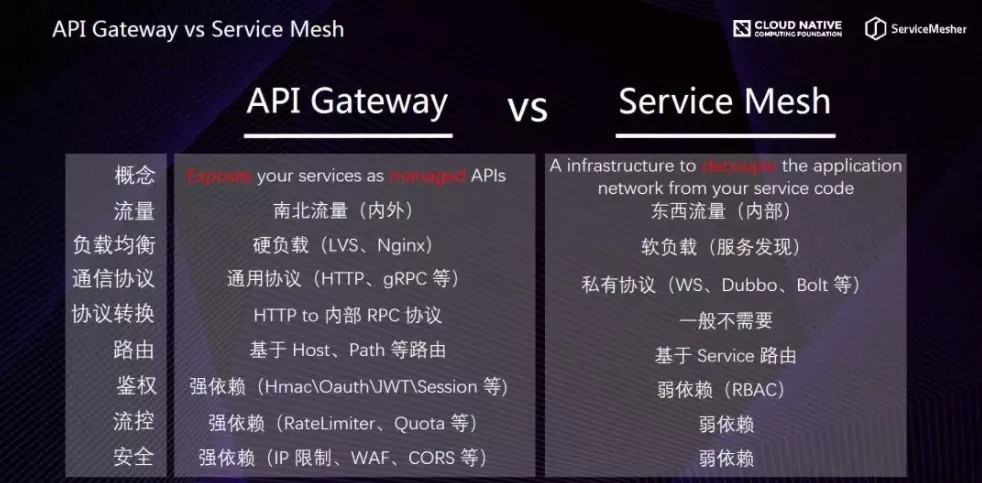 API Gateway vs Service Mesh
CLOUD NATIVE
COMPUTING FOUNDATION
ServiceMesher
API Gateway vs Service Mesh
概念 Exposes your services as managed APIs A infrastructure to decouple the application
network from your service code
流量 南北流量（内外） 东西流量（内部）
负载均衡 硬负载（LVS、Nginx） 软负载（服务发现）
通信协议 通用协议（HTTP、gRPC 等） 私有协议（WS、Dubbo、Bolt 等）
协议转换 HTTP to 内部 RPC 协议 一般不需要
路由 基于 Host、Path 等路由 基于 Service 路由
鉴权 强依赖（Hmac\Oauth\JWT\Session 等) 弱依赖（RBAC）
流控 强依赖（RateLimiter、Quota 等） 弱依赖
安全 强依赖（IP 限制、WAF、CORS 等） 弱依赖